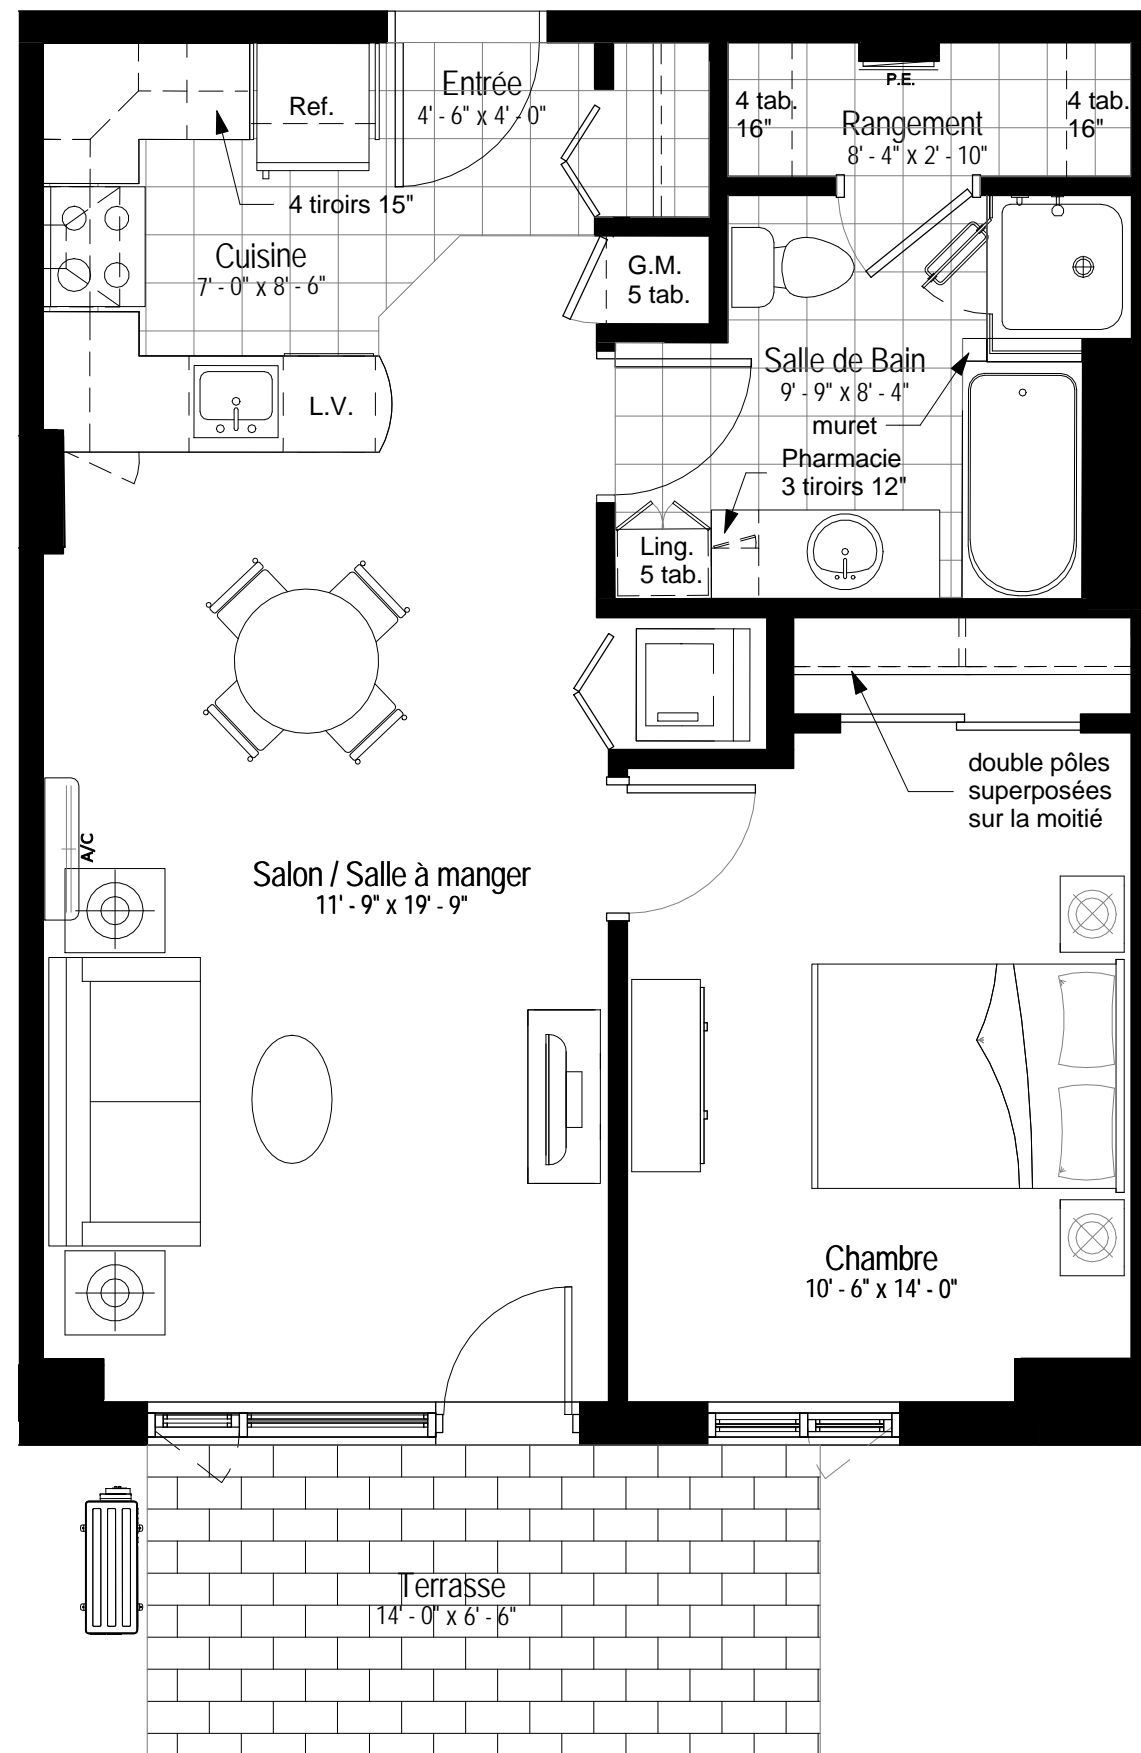 Entrée
4' - 6" x 4' - 0"
Ref.
4 tiroirs 15"
Cuisine
7' - 0" x 8' - 6"
L.V.
G.M.
5 tab.
P.E.
4 tab.
16"
Rangement
8' - 4" x 2' - 10"
4 tab.
16"
Salle de Bain
9' - 9" x 8' - 4"
muret
Pharmacie
3 tiroirs 12"
Ling.
5 tab.
double pôles
superposées
sur la moitié
A/C
Salon / Salle à manger
11' - 9" x 19' - 9"
Chambre
10' - 6" x 14' - 0"
Terrasse
14' - 0" x 6' - 6"